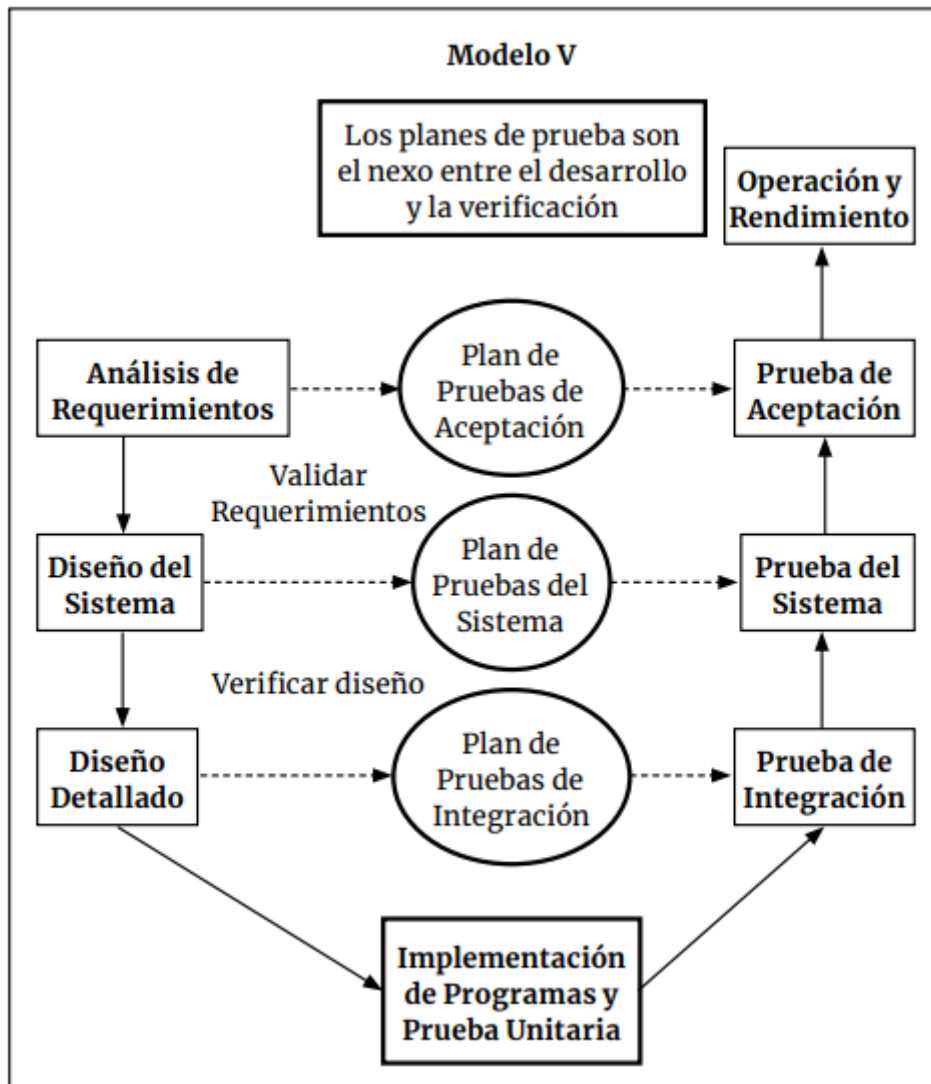 Modelo V
Los planes de prueba son
el nexo entre el desarrollo
y la verificación
Operación y
Rendimiento
Análisis de
Requerimientos
Plan de
Pruebas de
Aceptación
Prueba de
Aceptación
Validar
Requerimientos
Diseño del
Sistema
Plan de
Pruebas del
Sistema
Prueba del
Sistema
Verificar diseño
Diseño
Detallado
Plan de
Pruebas de
Integración
Prueba de
Integración
Implementación
de Programas y
Prueba Unitaria